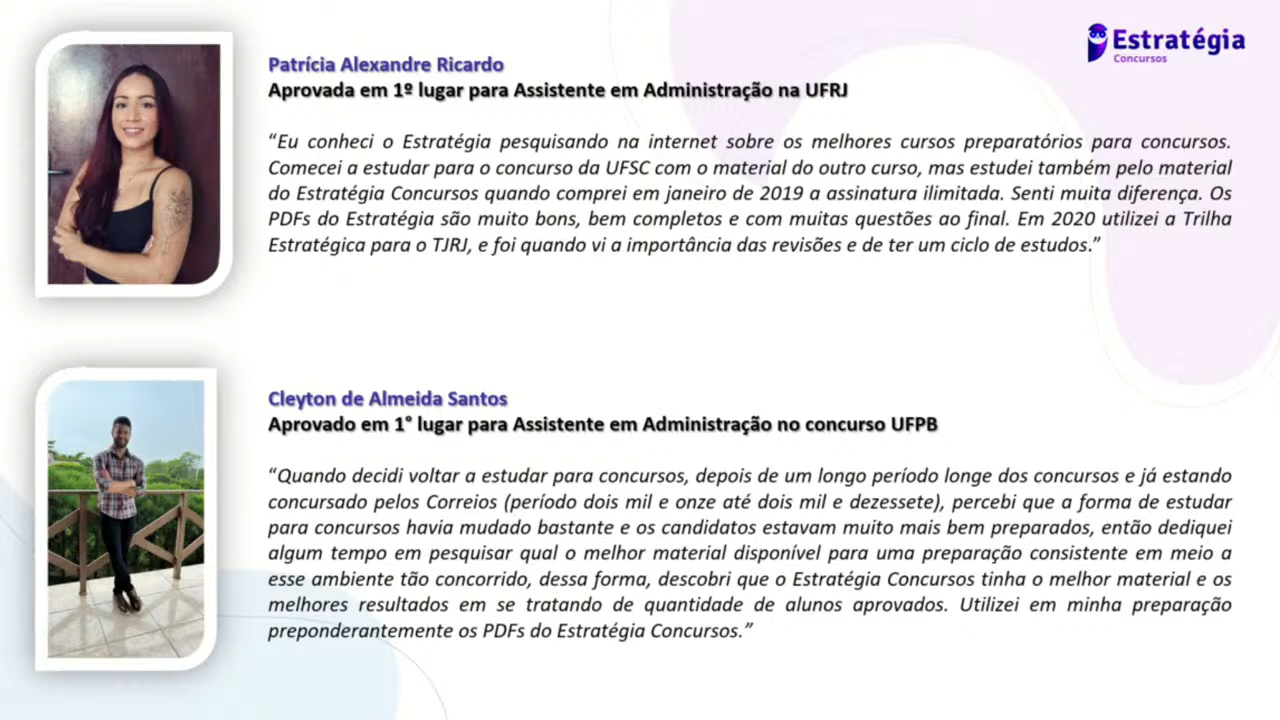 Estratégia
Concursos
Patrícia Alexandre Ricardo
Aprovada em 1º lugar para Assistente em Administração na UFRJ
“Eu conheci o Estratégia pesquisando na internet sobre os melhores cursos preparatórios para concursos.
Comecei a estudar para o concurso da UFSC com o material do outro curso, mas estudei também pelo material
do Estratégia Concursos quando comprei em janeiro de 2019 a assinatura ilimitada. Senti muita diferença. Os
PDFs do Estratégia são muito bons, bem completos e com muitas questões ao final. Em 2020 utilizei a Trilha
Estratégica para o TJRJ, e foi quando vi a importância das revisões e de ter um ciclo de estudos.”
Cleyton de Almeida Santos
Aprovado em 1° lugar para Assistente em Administração no concurso UFPB
“Quando decidi voltar a estudar para concursos, depois de um longo período longe dos concursos e já estando
concursado pelos Correios (período dois mil e onze até dois mil e dezessete), percebi que a forma de estudar
para concursos havia mudado bastante e os candidatos estavam muito mais bem preparados, então dediquei
algum tempo em pesquisar qual o melhor material disponível para uma preparação consistente em meio a
esse ambiente tão concorrido, dessa forma, descobri que o Estratégia Concursos tinha o melhor material e os
melhores resultados em se tratando de quantidade de alunos aprovados. Utilizei em minha preparação
preponderantemente os PDFs do Estratégia Concursos.”